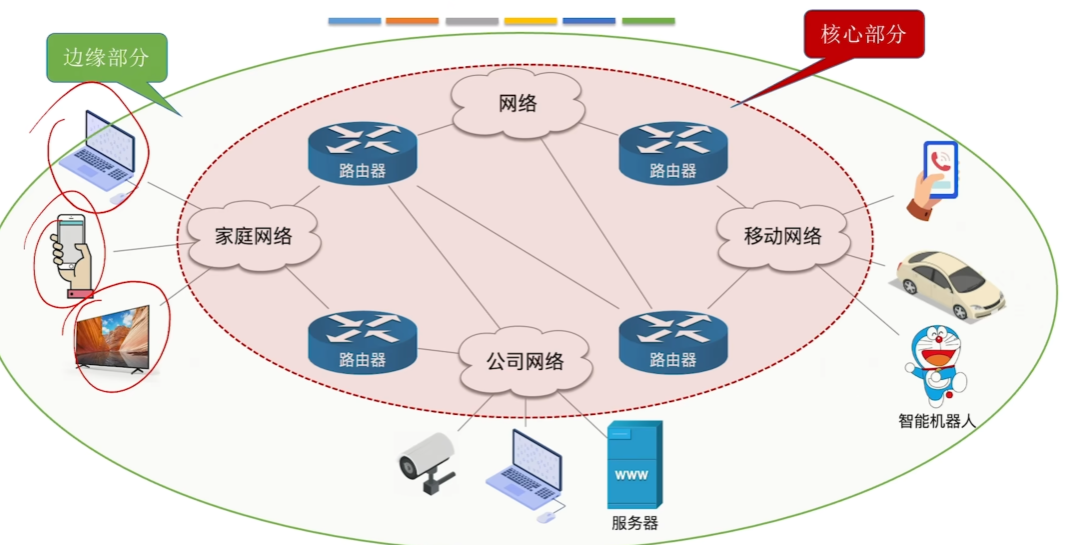 边缘部分
核心部分
网络
路由器
路由器
家庭网络
移动网络
路由器
公司网络
路由器
智能机器人
www
服务器